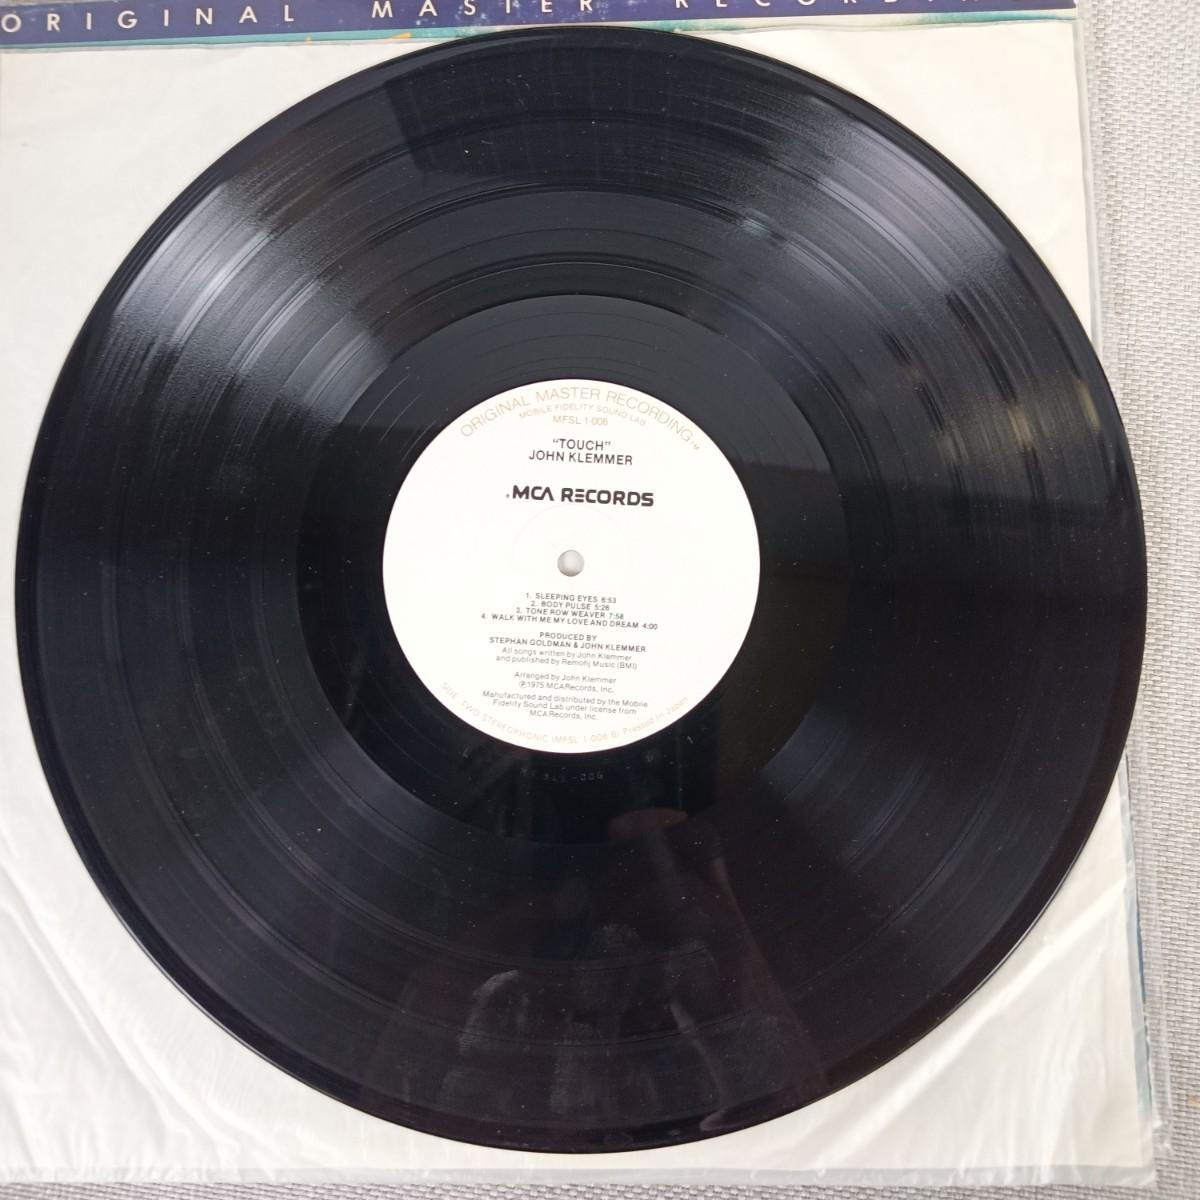 ORIGINAL MASTER
ORIGINAL MASTER RECORDING™
MOBILE FIDELITY SOUND LAB
MFSL 1-006
"TOUCH"
JOHN KLEMMER
MCA RECORDS
1. SLEEPING EYES 6:53
2. BODY PULSE 5:26
3. TONE ROW WEAVER 7:58
4. WALK WITH ME MY LOVE AND DREAM 4:00
PRODUCED BY
STEPHAN GOLDMAN & JOHN KLEMMER
All songs written by John Klemmer
and published by Remohj Music (BMI)
Arranged by John Klemmer
℗1975 MCA Records, Inc.
Manufactured and distributed by the Mobile
Fidelity Sound Lab under license from
MCA Records, Inc.
SIDE TWO STEREOPHONIC (MFSL 1-006 B) Pressed in Japan